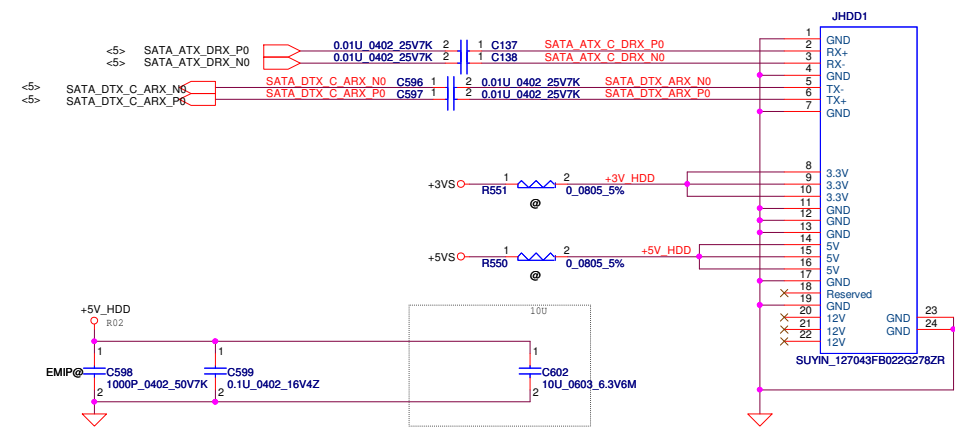 JHDD1
<5> SATA_ATX_DRX_P0 0.01U_0402_25V7K 2 1 C137 SATA_ATX_C_DRX_P0
<5> SATA_ATX_DRX_N0 0.01U_0402_25V7K 2 1 C138 SATA_ATX_C_DRX_N0
<5> SATA_DTX_C_ARX_N0 SATA_DTX_C_ARX_N0 C596 1 2 0.01U_0402_25V7K SATA_DTX_ARX_N0
<5> SATA_DTX_C_ARX_P0 SATA_DTX_C_ARX_P0 C597 1 2 0.01U_0402_25V7K SATA_DTX_ARX_P0
1 GND
2 RX+
3 RX-
4 GND
5 TX-
6 TX+
7 GND
+3VS R551 1 2 0_0805_5% +3V_HDD
@
8 3.3V
9 3.3V
10 3.3V
11 GND
12 GND
13 GND
+5VS R550 1 2 0_0805_5% +5V_HDD
@
14 5V
15 5V
16 5V
17 GND
18 Reserved
19 GND
20 12V
21 12V
22 12V
GND 23
GND 24
SUYIN_127043FB022G278ZR
+5V_HDD
R02
10U
EMIP@ 1 C598 2
1000P_0402_50V7K
1 C599 2
0.1U_0402_16V4Z
1 C602 2
10U_0603_6.3V6M